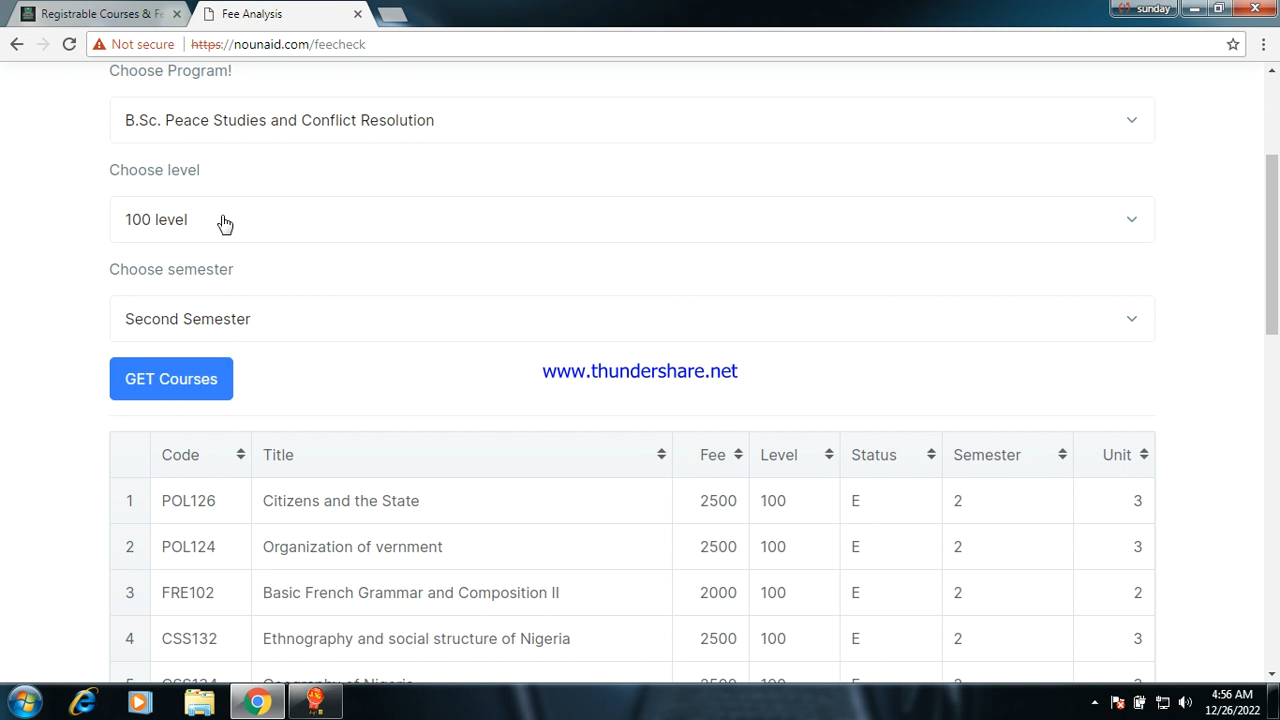 Registrable Courses & Fe
Fee Analysis
sunday
Not secure
https://nounaid.com/feecheck
Choose Program!
B.Sc. Peace Studies and Conflict Resolution
Choose level
100 level
Choose semester
Second Semester
GET Courses
www.thundershare.net
Code Title Fee Level Status Semester Unit
1 POL126 Citizens and the State 2500 100 E 2 3
2 POL124 Organization of vernment 2500 100 E 2 3
3 FRE102 Basic French Grammar and Composition II 2000 100 E 2 2
4 CSS132 Ethnography and social structure of Nigeria 2500 100 E 2 3
4:56 AM
12/26/2022